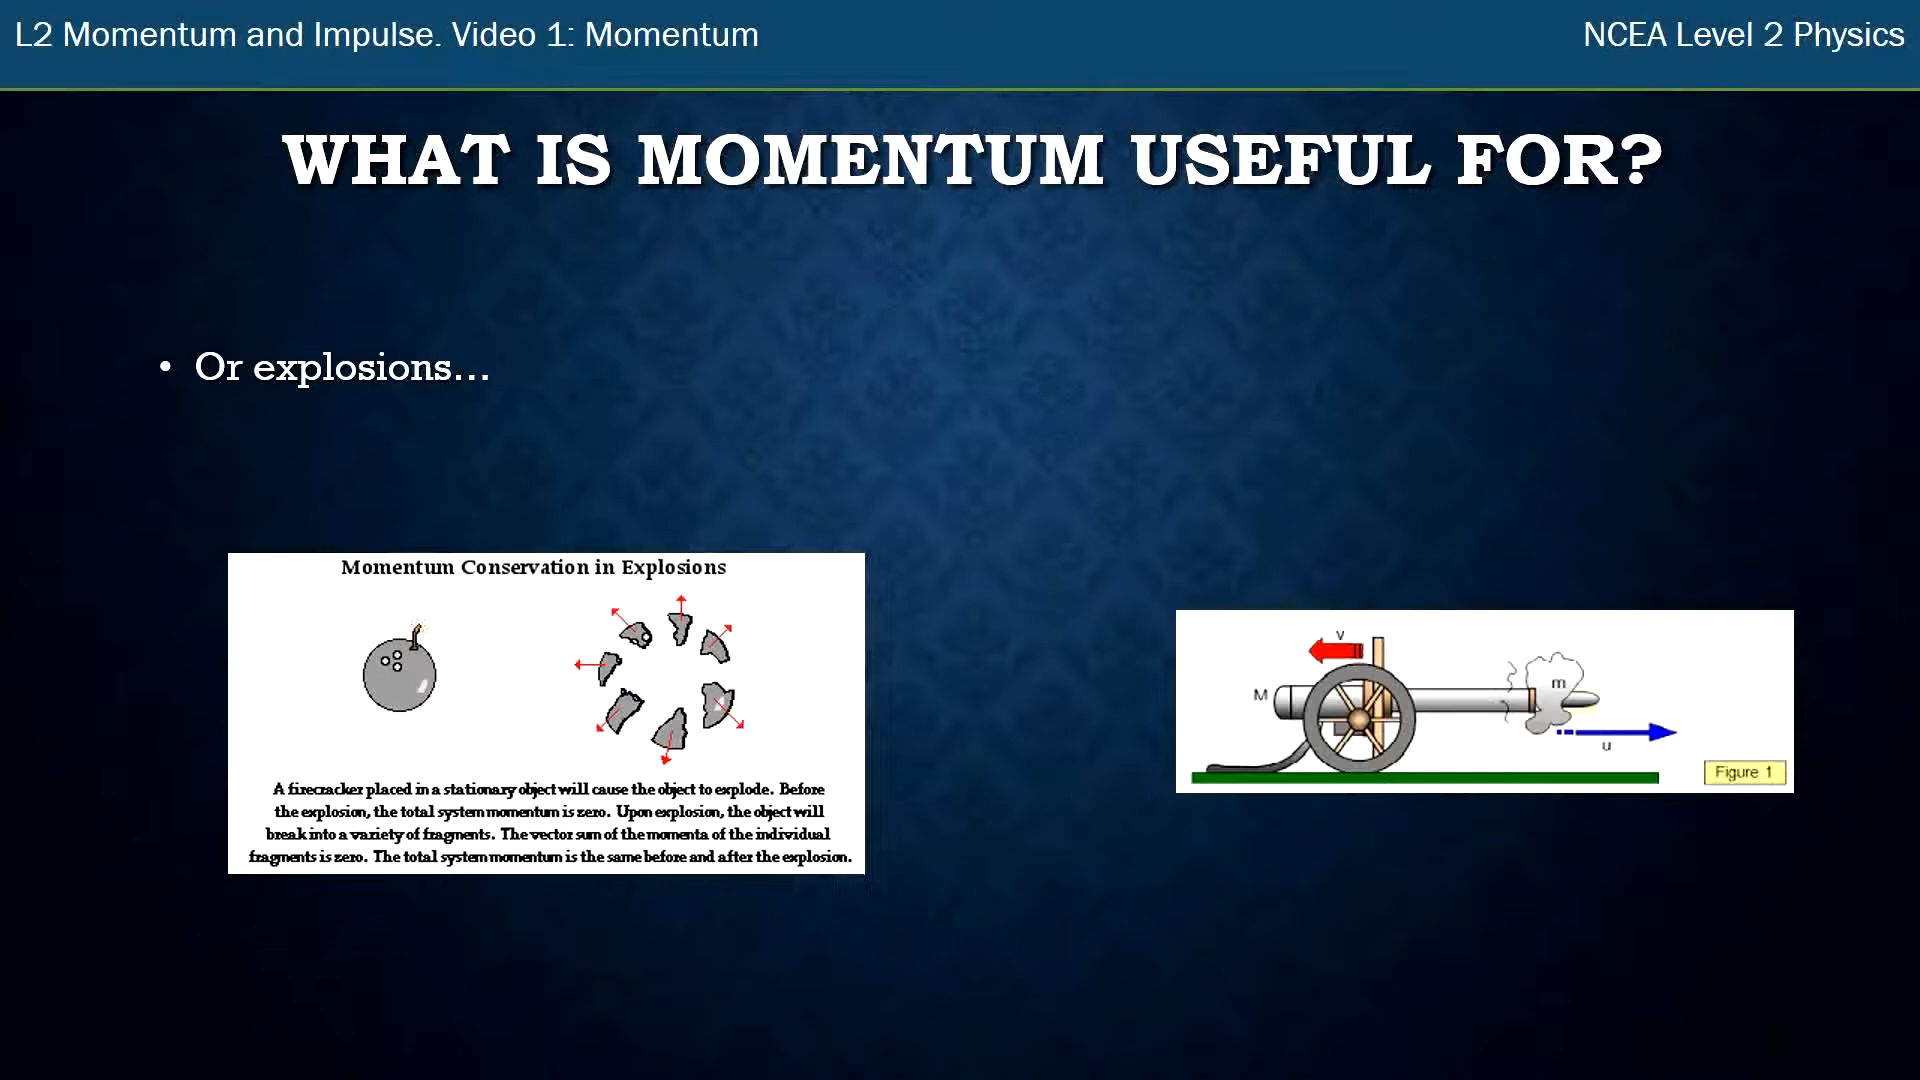 L2 Momentum and Impulse. Video 1: Momentum
NCEA Level 2 Physics
WHAT IS MOMENTUM USEFUL FOR?
• Or explosions...
Momentum Conservation in Explosions
A firecracker placed in a stationary object will cause the object to explode. Before
the explosion, the total system momentum is zero. Upon explosion, the object will
break into a variety of fragments. The vector sum of the momenta of the individual
fragments is zero. The total system momentum is the same before and after the explosion.
v
M
m
u
Figure 1